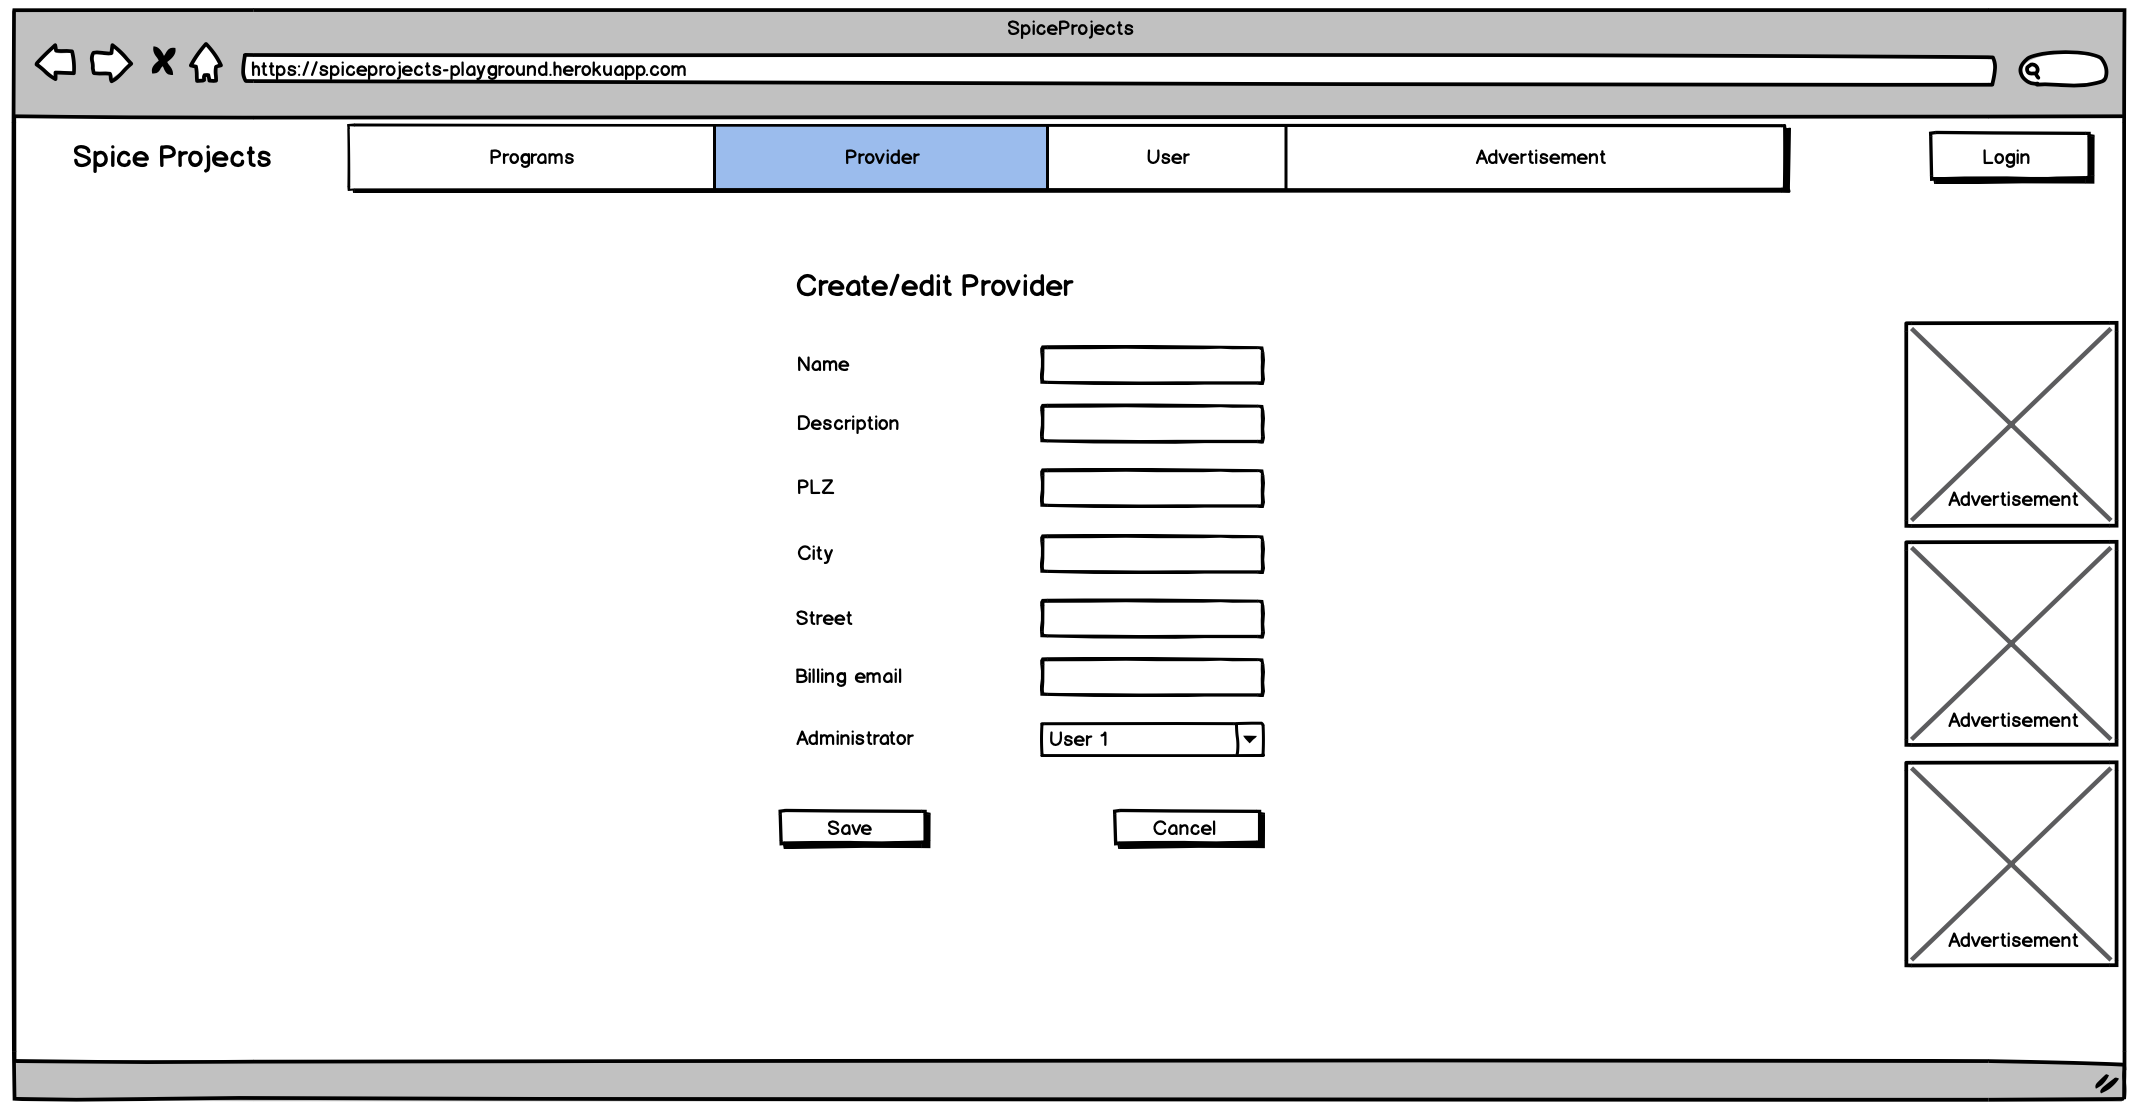 SpiceProjects
https://spiceprojects-playground.herokuapp.com
Spice Projects
Programs
Provider
User
Advertisement
Login
Create/edit Provider
Name
Description
PLZ
City
Street
Billing email
Administrator
User 1
Save
Cancel
Advertisement
Advertisement
Advertisement